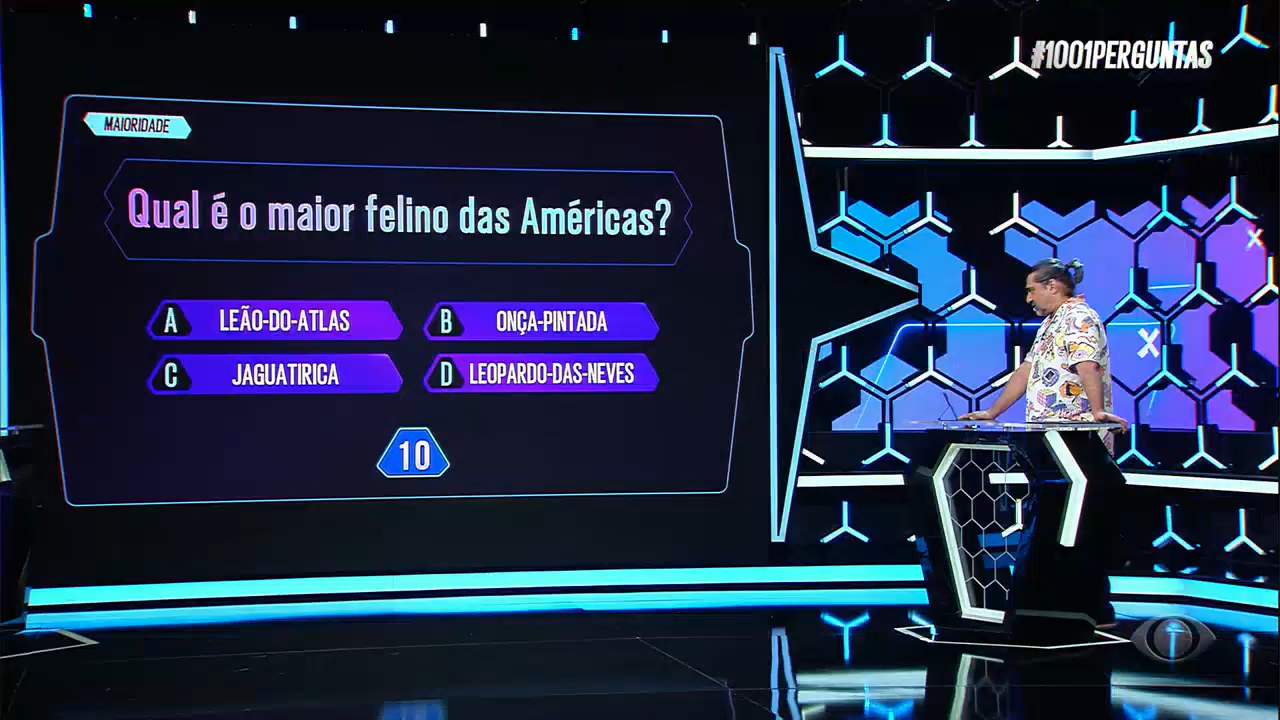 #1001PERGUNTAS
MAIORIDADE
Qual é o maior felino das Américas?
A LEÃO-DO-ATLAS
B ONÇA-PINTADA
C JAGUATIRICA
D LEOPARDO-DAS-NEVES
10